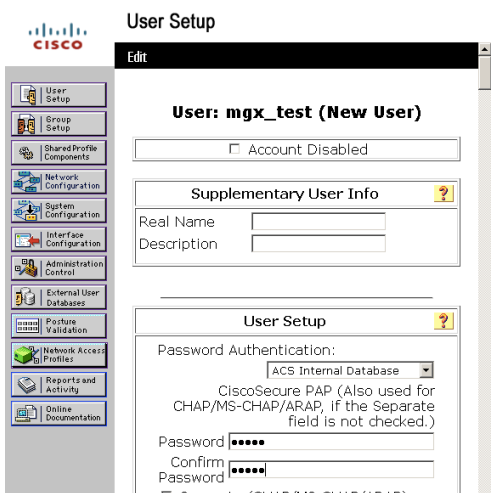 CISCO
User Setup
Edit
User
Setup
Group
Setup
Shared Profile
Components
Network
Configuration
System
Configuration
Interface
Configuration
Administration
Control
External User
Databases
Posture
Validation
Network Access
Profiles
Reports and
Activity
Online
Documentation
User: mgx_test (New User)
Account Disabled
Supplementary User Info
?
Real Name
Description
User Setup
?
Password Authentication:
ACS Internal Database
CiscoSecure PAP (Also used for
CHAP/MS-CHAP/ARAP, if the Separate
field is not checked.)
Password •••••
Confirm
Password •••••